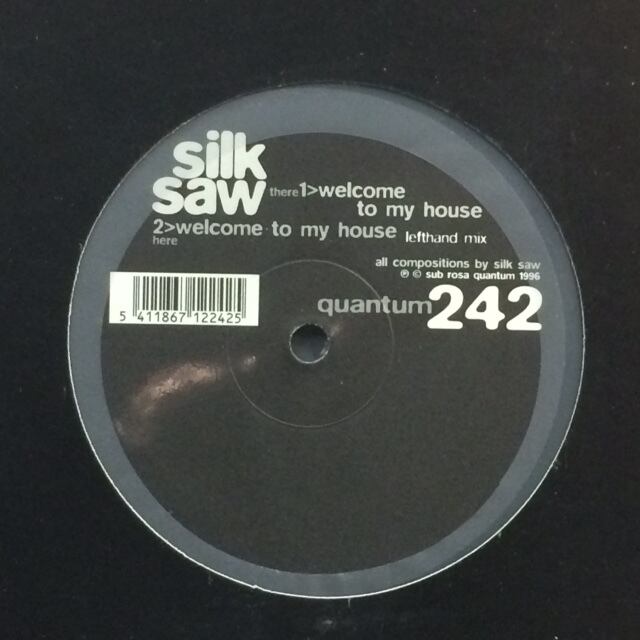 silk
saw
there 1>welcome
to my house
2>welcome to my house lefthand mix
here
all compositions by silk saw
℗ © sub rosa quantum 1996
quantum 242
5 411867 122425